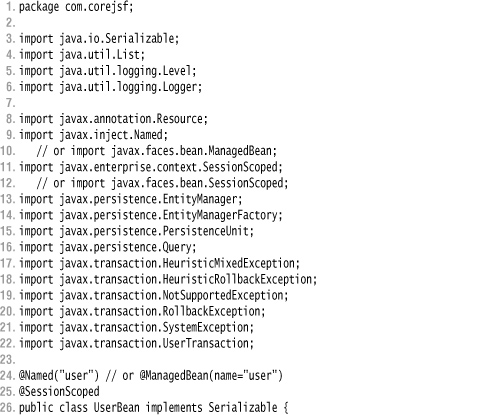 1. package com.corejsf;
2.
3. import java.io.Serializable;
4. import java.util.List;
5. import java.util.logging.Level;
6. import java.util.logging.Logger;
7.
8. import javax.annotation.Resource;
9. import javax.inject.Named;
10.    // or import javax.faces.bean.ManagedBean;
11. import javax.enterprise.context.SessionScoped;
12.    // or import javax.faces.bean.SessionScoped;
13. import javax.persistence.EntityManager;
14. import javax.persistence.EntityManagerFactory;
15. import javax.persistence.PersistenceUnit;
16. import javax.persistence.Query;
17. import javax.transaction.HeuristicMixedException;
18. import javax.transaction.HeuristicRollbackException;
19. import javax.transaction.NotSupportedException;
20. import javax.transaction.RollbackException;
21. import javax.transaction.SystemException;
22. import javax.transaction.UserTransaction;
23.
24. @Named("user") // or @ManagedBean(name="user")
25. @SessionScoped
26. public class UserBean implements Serializable {